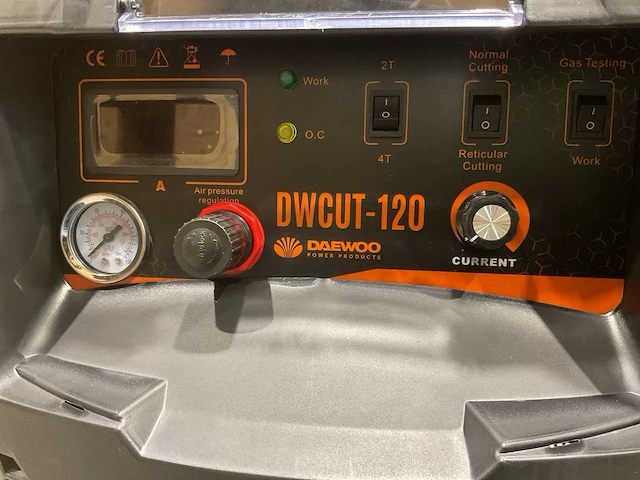 CE
Work
O.C
2T
4T
Normal
Cutting
Reticular
Cutting
Gas Testing
Work
A
Air pressure
regulation
DWCUT-120
DAEWOO
POWER PRODUCTS
CURRENT